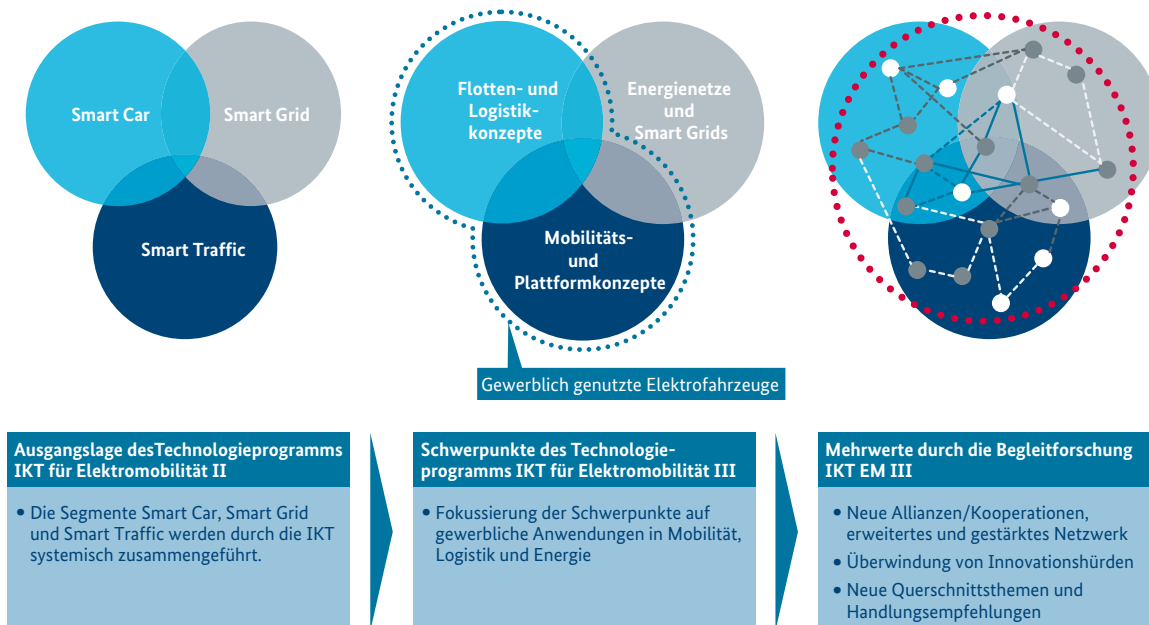 Smart Car
Smart Grid
Smart Traffic
Flotten- und
Logistik-
konzepte
Energienetze
und
Smart Grids
Mobilitäts-
und
Plattformkonzepte
Gewerblich genutzte Elektrofahrzeuge
Ausgangslage desTechnologieprogramms
IKT für Elektromobilität II
• Die Segmente Smart Car, Smart Grid
und Smart Traffic werden durch die IKT
systemisch zusammengeführt.
Schwerpunkte des Technologie-
programms IKT für Elektromobilität III
• Fokussierung der Schwerpunkte auf
gewerbliche Anwendungen in Mobilität,
Logistik und Energie
Mehrwerte durch die Begleitforschung
IKT EM III
• Neue Allianzen/Kooperationen,
erweitertes und gestärktes Netzwerk
• Überwindung von Innovationshürden
• Neue Querschnittsthemen und
Handlungsempfehlungen